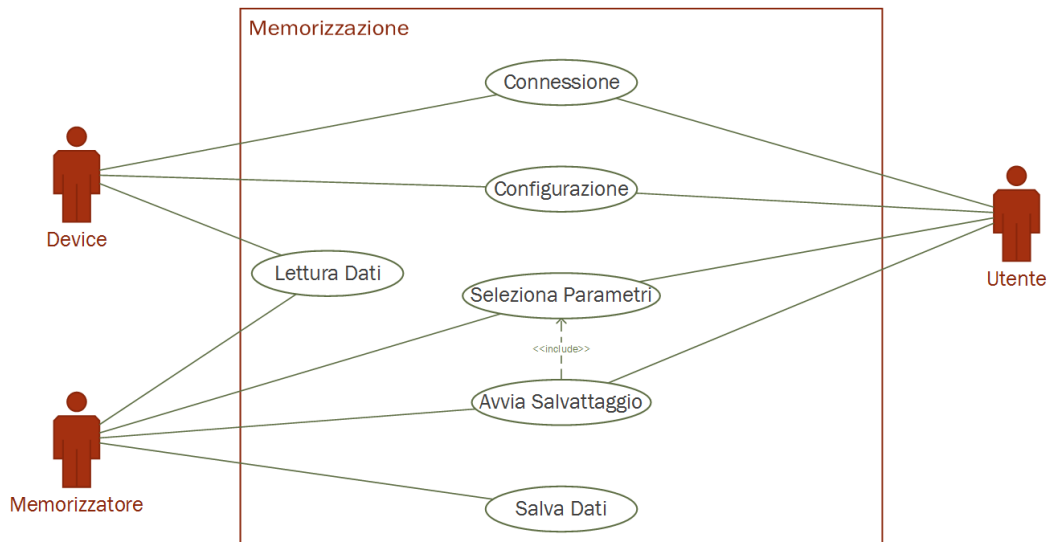 Memorizzazione
Connessione
Configurazione
Device
Lettura Dati
Seleziona Parametri
Utente
<<include>>
Avvia Salvattaggio
Memorizzatore
Salva Dati